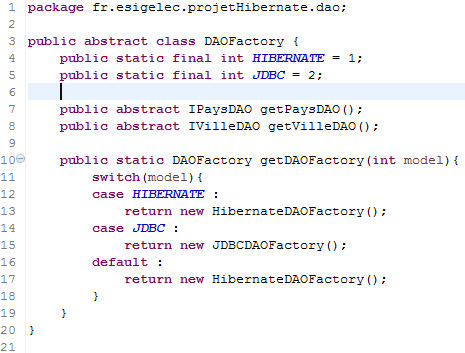 1 package fr.esigelec.projetHibernate.dao;
2
3 public abstract class DAOFactory {
4     public static final int HIBERNATE = 1;
5     public static final int JDBC = 2;
6
7     public abstract IPaysDAO getPaysDAO();
8     public abstract IVilleDAO getVilleDAO();
9
10     public static DAOFactory getDAOFactory(int model){
11         switch(model){
12         case HIBERNATE :
13             return new HibernateDAOFactory();
14         case JDBC :
15             return new JDBCDAOFactory();
16         default :
17             return new HibernateDAOFactory();
18         }
19     }
20 }
21